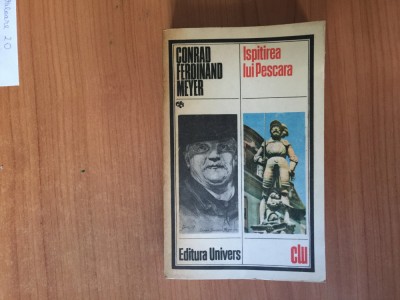 CONRAD
FERDINAND
MEYER
Ispitirea
lui Pescara
Editura Univers
clu